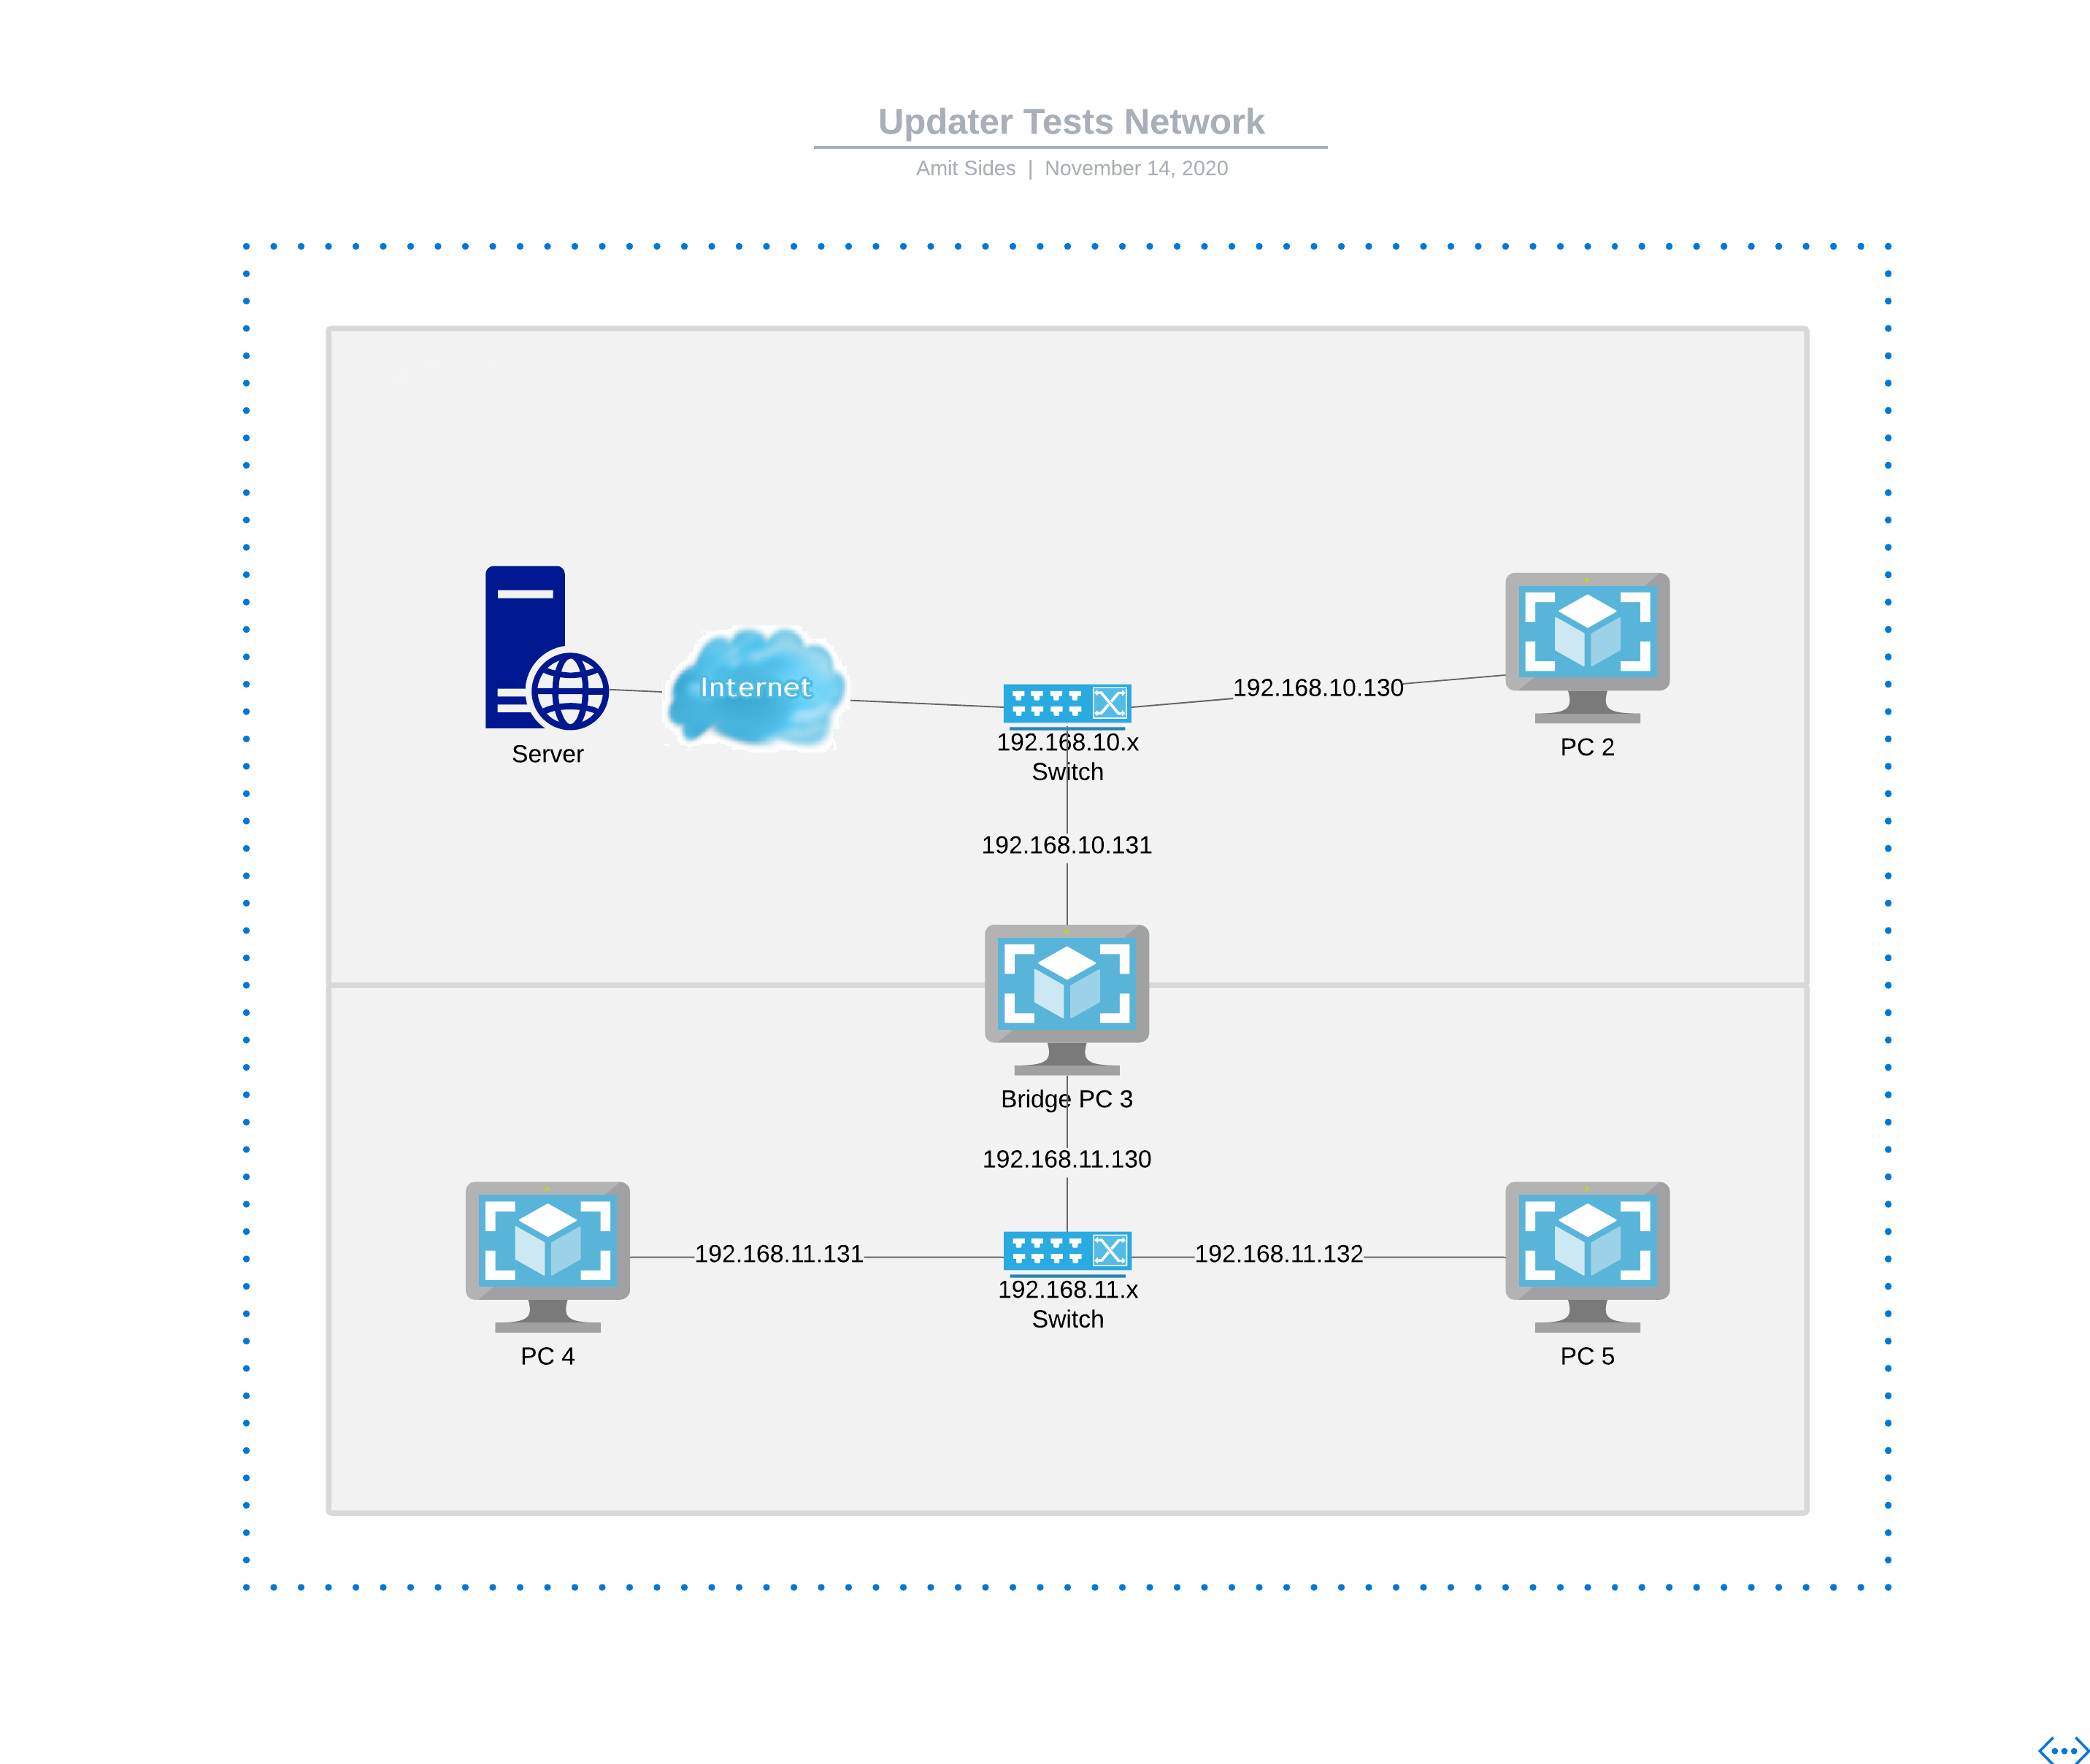 Updater Tests Network
Amit Sides | November 14, 2020
Internet
192.168.10.130
Server
192.168.10.x
Switch
PC 2
192.168.10.131
Bridge PC 3
192.168.11.130
192.168.11.131
192.168.11.132
192.168.11.x
Switch
PC 4
PC 5